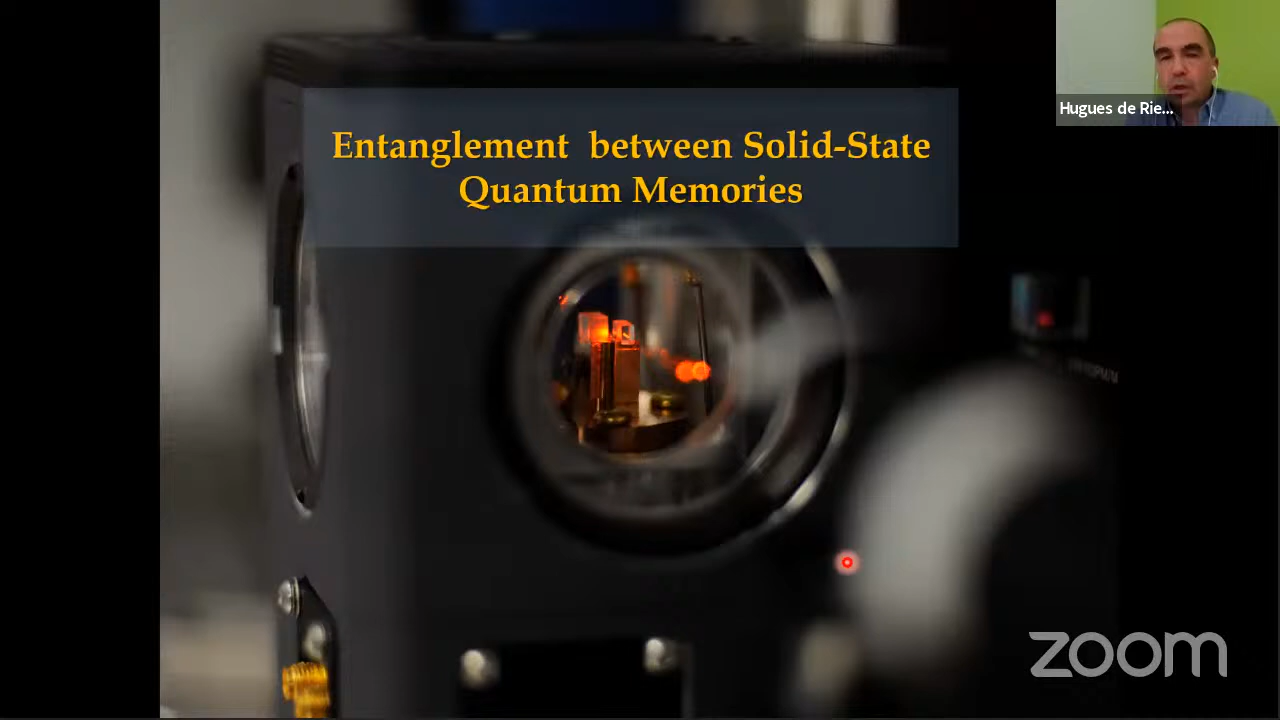 Entanglement between Solid-State
Quantum Memories
Hugues de Rie...
zoom